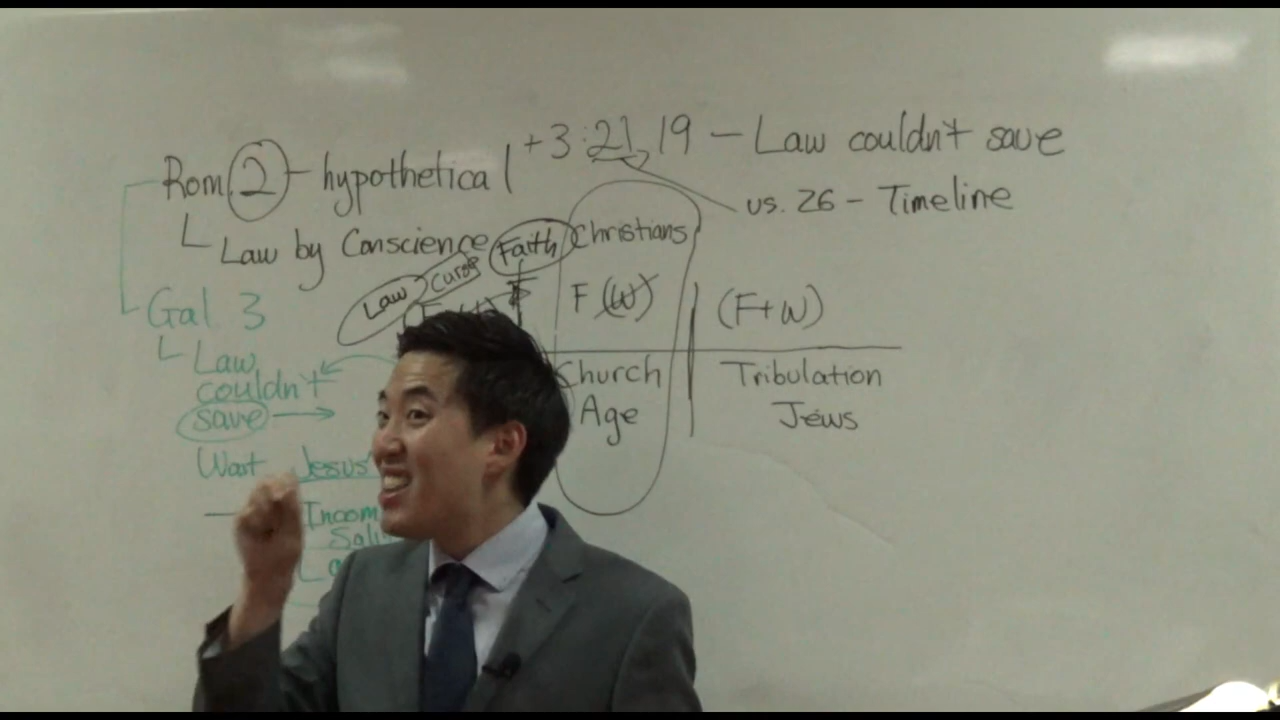 Rom 2 - hypothetical + 3:21, 19 - Law couldn't save
vs. 26 - Timeline
Law by Conscience
Faith Christians
Law Curse
F (W) (F+W)
Gal 3
Law
couldn't
save
Church
Age
Tribulation
Jews
Wait Jesus